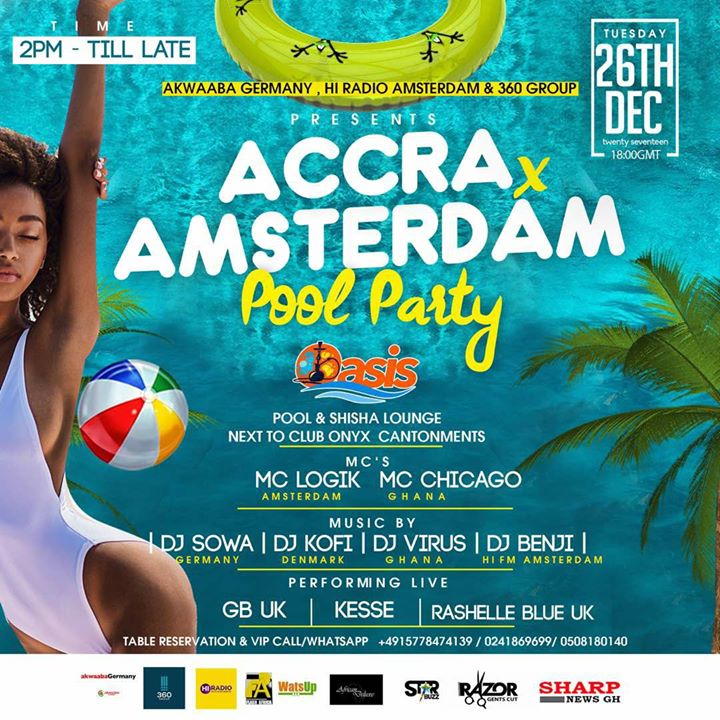 TIME
2PM - TILL LATE
TUESDAY
26TH
DEC
twenty seventeen
18:00GMT
AKWAABA GERMANY , HI RADIO AMSTERDAM & 360 GROUP
PRESENTS
ACCRA x
AMSTERDAM
Pool Party
Oasis
POOL & SHISHA LOUNGE
NEXT TO CLUB ONYX CANTONMENTS
MC'S
MC LOGIK MC CHICAGO
AMSTERDAM GHANA
MUSIC BY
| DJ SOWA | DJ KOFI | DJ VIRUS | DJ BENJI |
GERMANY DENMARK GHANA HI FM AMSTERDAM
PERFORMING LIVE
GB UK | KESSE | RASHELLE BLUE UK
TABLE RESERVATION & VIP CALL/WHATSAPP +4915778474139 / 0241869699/ 0508180140
akwaabaGermany
360
GROUP
HI RADIO
FA
WatsUp
STAR
BUZZ
RAZOR
GENTS CUT
SHARP
NEWS GH